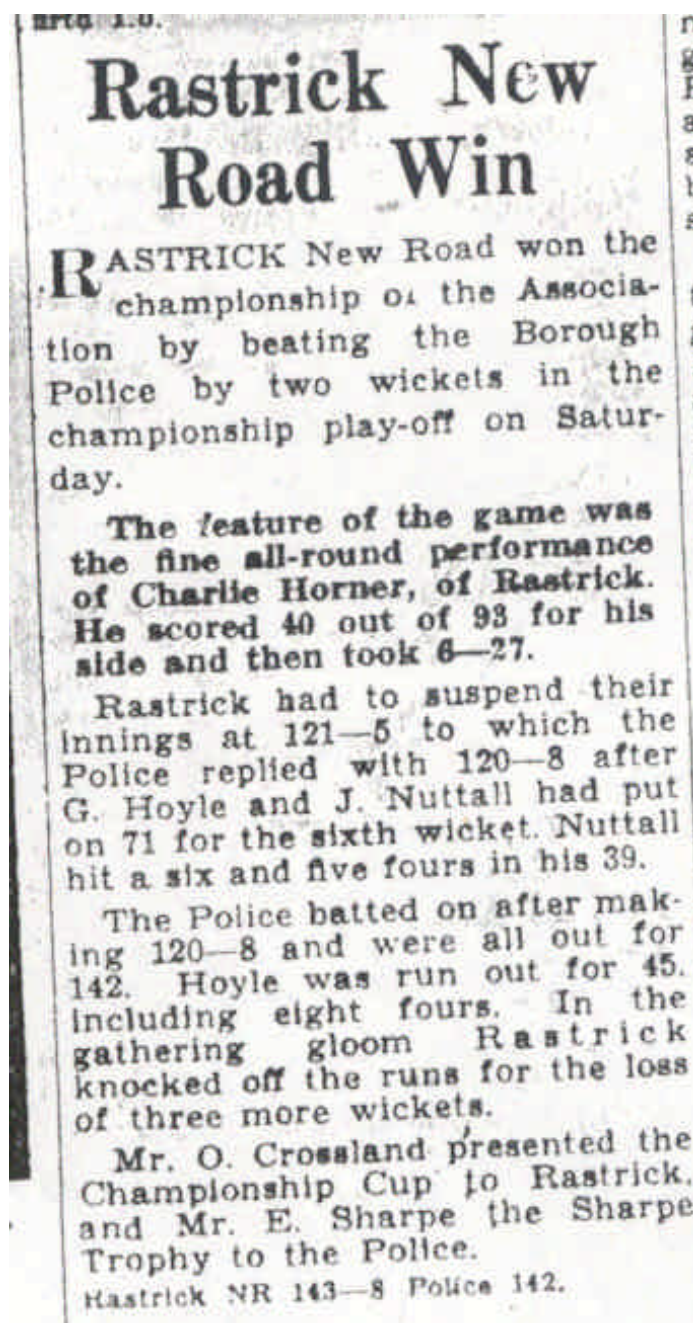 Rastrick New
Road Win
RASTRICK New Road won the
championship of the Associa-
tion by beating the Borough
Police by two wickets in the
championship play-off on Satur-
day.
The feature of the game was
the fine all-round performance
of Charlie Horner, of Rastrick.
He scored 40 out of 93 for his
side and then took 6—27.
Rastrick had to suspend their
innings at 121—5 to which the
Police replied with 120—8 after
G. Hoyle and J. Nuttall had put
on 71 for the sixth wicket. Nuttall
hit a six and five fours in his 39.
The Police batted on after mak-
ing 120—8 and were all out for
142. Hoyle was run out for 45.
including eight fours. In the
gathering gloom Rastrick
knocked off the runs for the loss
of three more wickets.
Mr. O. Crossland presented the
Championship Cup to Rastrick.
and Mr. E. Sharpe the Sharpe
Trophy to the Police.
Rastrick NR 143—8 Police 142.